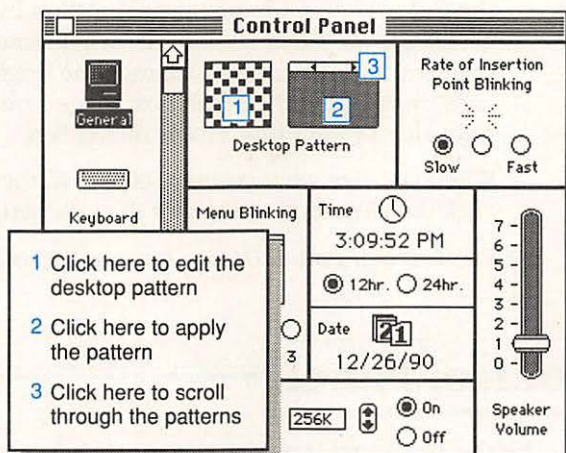 Control Panel
General
Keyboard
1
2
3
Desktop Pattern
Rate of Insertion
Point Blinking
Slow
Fast
Menu Blinking
3
Time
3:09:52 PM
12hr.
24hr.
Date
21
12/26/90
7
6
5
4
3
2
1
0
Speaker
Volume
256K
On
Off
1 Click here to edit the
desktop pattern
2 Click here to apply
the pattern
3 Click here to scroll
through the patterns